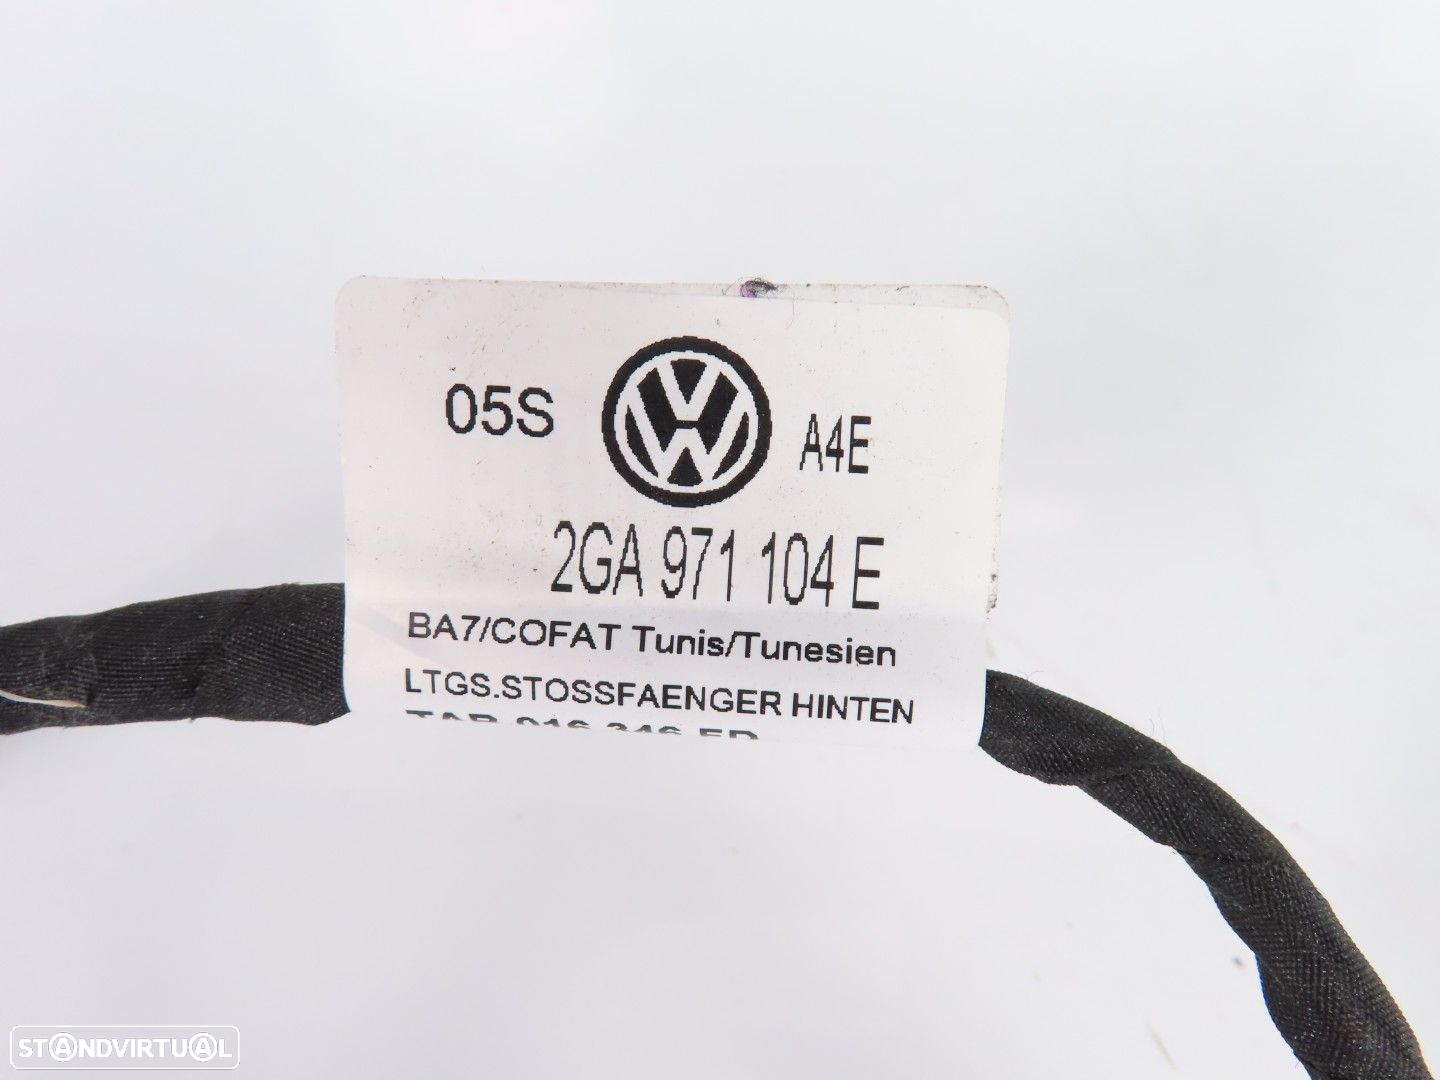 05S A4E
2GA 971 104 E
BA7/COFAT Tunis/Tunesien
LTGS.STOSSFAENGER HINTEN
STANDVIRTUAL